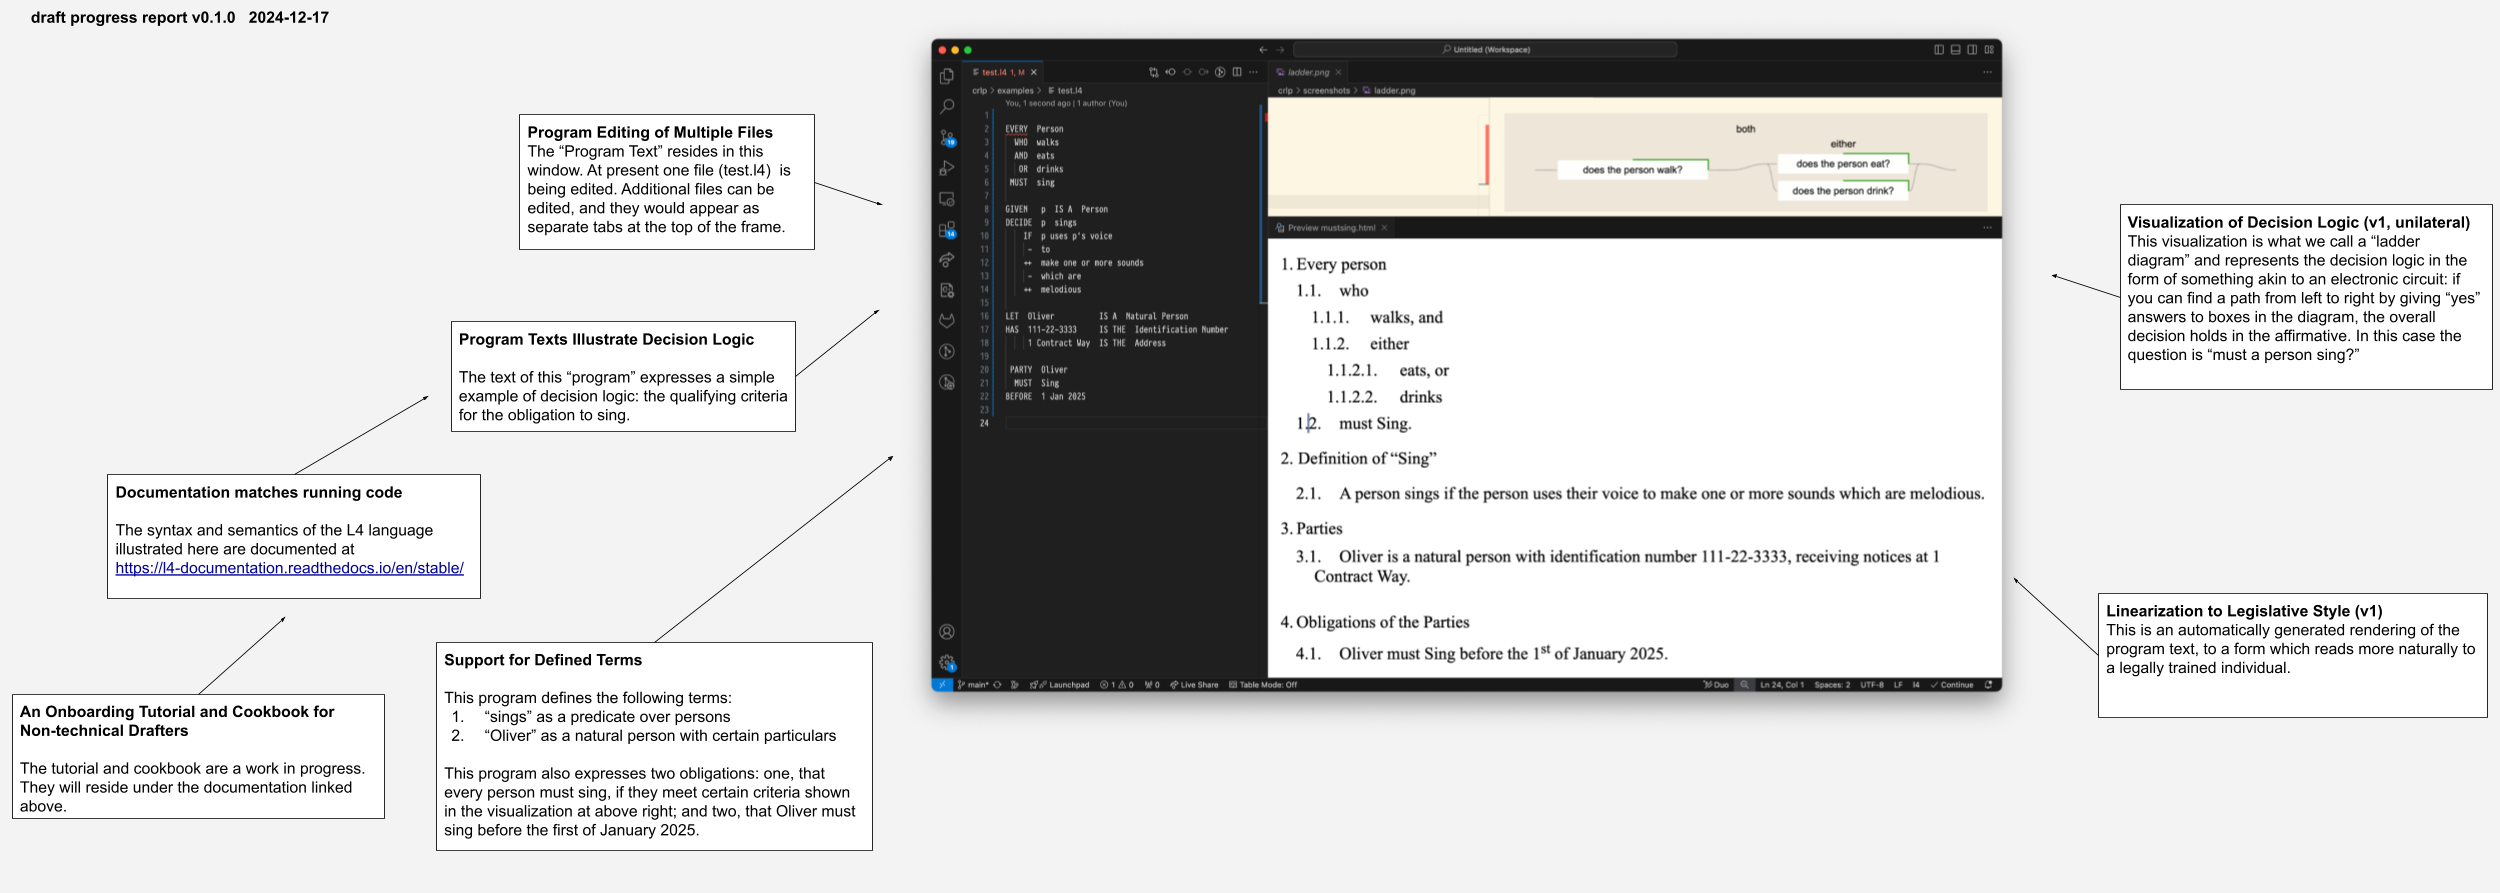 draft progress report v0.1.0   2024-12-17
Program Editing of Multiple Files
The “Program Text” resides in this
window. At present one file (test.l4)  is
being edited. Additional files can be
edited, and they would appear as
separate tabs at the top of the frame.
Program Texts Illustrate Decision Logic
The text of this “program” expresses a simple
example of decision logic: the qualifying criteria
for the obligation to sing.
Documentation matches running code
The syntax and semantics of the L4 language
illustrated here are documented at
https://l4-documentation.readthedocs.io/en/stable/
An Onboarding Tutorial and Cookbook for
Non-technical Drafters
The tutorial and cookbook are a work in progress.
They will reside under the documentation linked
above.
Support for Defined Terms
This program defines the following terms:
1. “sings” as a predicate over persons
2. “Oliver” as a natural person with certain particulars
This program also expresses two obligations: one, that
every person must sing, if they meet certain criteria shown
in the visualization at above right; and two, that Oliver must
sing before the first of January 2025.
Untitled (Workspace)
test.l4 1, M
crlp > examples > test.l4
You, 1 second ago | 1 author (You)
1
2 EVERY Person
3 WHO walks
4 AND eats
5 OR drinks
6 MUST sing
7
8 GIVEN p IS A Person
9 DECIDE p sings
10 IF p uses p's voice
11 - to
12 ++ make one or more sounds
13 - which are
14 ++ melodious
15
16 LET Oliver IS A Natural Person
17 HAS 111-22-3333 IS THE Identification Number
18 1 Contract Way IS THE Address
19
20 PARTY Oliver
21 MUST Sing
22 BEFORE 1 Jan 2025
23
24
19
14
1
ladder.png
crlp > screenshots > ladder.png
both
either
does the person walk?
does the person eat?
does the person drink?
Preview mustsing.html
1. Every person
1.1. who
1.1.1. walks, and
1.1.2. either
1.1.2.1. eats, or
1.1.2.2. drinks
1.2. must Sing.
2. Definition of “Sing”
2.1. A person sings if the person uses their voice to make one or more sounds which are melodious.
3. Parties
3.1. Oliver is a natural person with identification number 111-22-3333, receiving notices at 1
Contract Way.
4. Obligations of the Parties
4.1. Oliver must Sing before the 1st of January 2025.
main* Launchpad 1 0 0 Live Share Table Mode: Off
Duo Ln 24, Col 1 Spaces: 2 UTF-8 LF l4 Continue
Visualization of Decision Logic (v1, unilateral)
This visualization is what we call a “ladder
diagram” and represents the decision logic in the
form of something akin to an electronic circuit: if
you can find a path from left to right by giving “yes”
answers to boxes in the diagram, the overall
decision holds in the affirmative. In this case the
question is “must a person sing?”
Linearization to Legislative Style (v1)
This is an automatically generated rendering of the
program text, to a form which reads more naturally to
a legally trained individual.